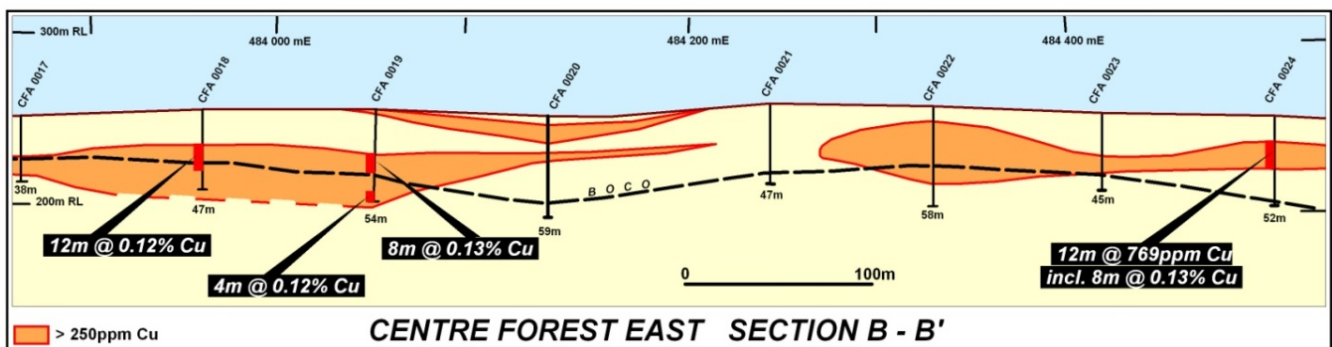 300m RL
484 000 mE
484 200 mE
484 400 mE
CFA 0017
CFA 0018
CFA 0019
CFA 0020
CFA 0021
CFA 0022
CFA 0023
CFA 0024
BOCO
38m
200m RL
47m
54m
59m
47m
58m
45m
52m
12m @ 0.12% Cu
8m @ 0.13% Cu
4m @ 0.12% Cu
12m @ 769ppm Cu
incl. 8m @ 0.13% Cu
0 100m
> 250ppm Cu
CENTRE FOREST EAST SECTION B - B'